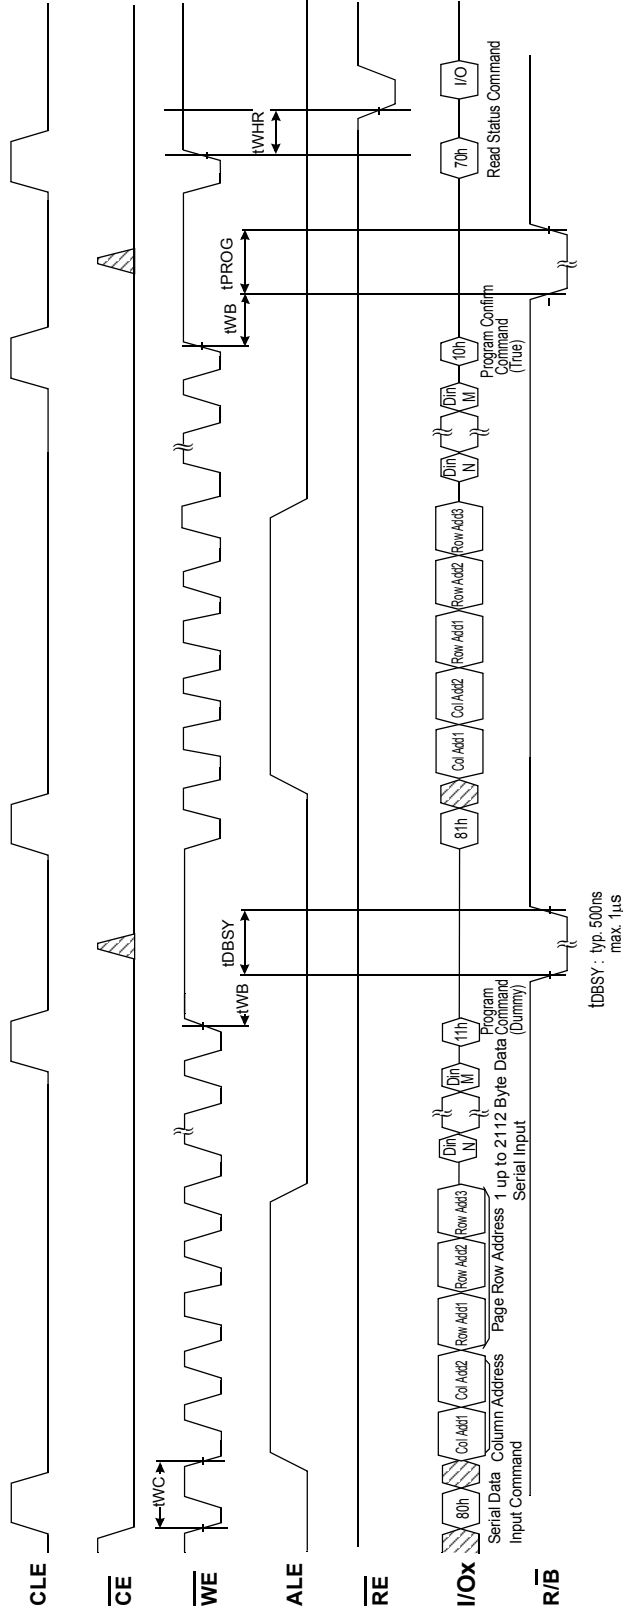 CLE
CE
WE
tWC
tWB
tDBSY
tWB
tPROG
tWHR
ALE
RE
I/Ox
80h
Col Add1
Col Add2
Row Add1
Row Add2
Row Add3
Din
N
Din
M
11h
81h
Col Add1
Col Add2
Row Add1
Row Add2
Row Add3
Din
N
Din
M
10h
70h
I/O
Serial Data
Input Command
Column Address
Page Row Address
1 up to 2112 Byte Data
Serial Input
Program
Command
(Dummy)
Program Confirm
Command
(True)
Read Status Command
R/B
tDBSY : typ. 500ns
max. 1μs